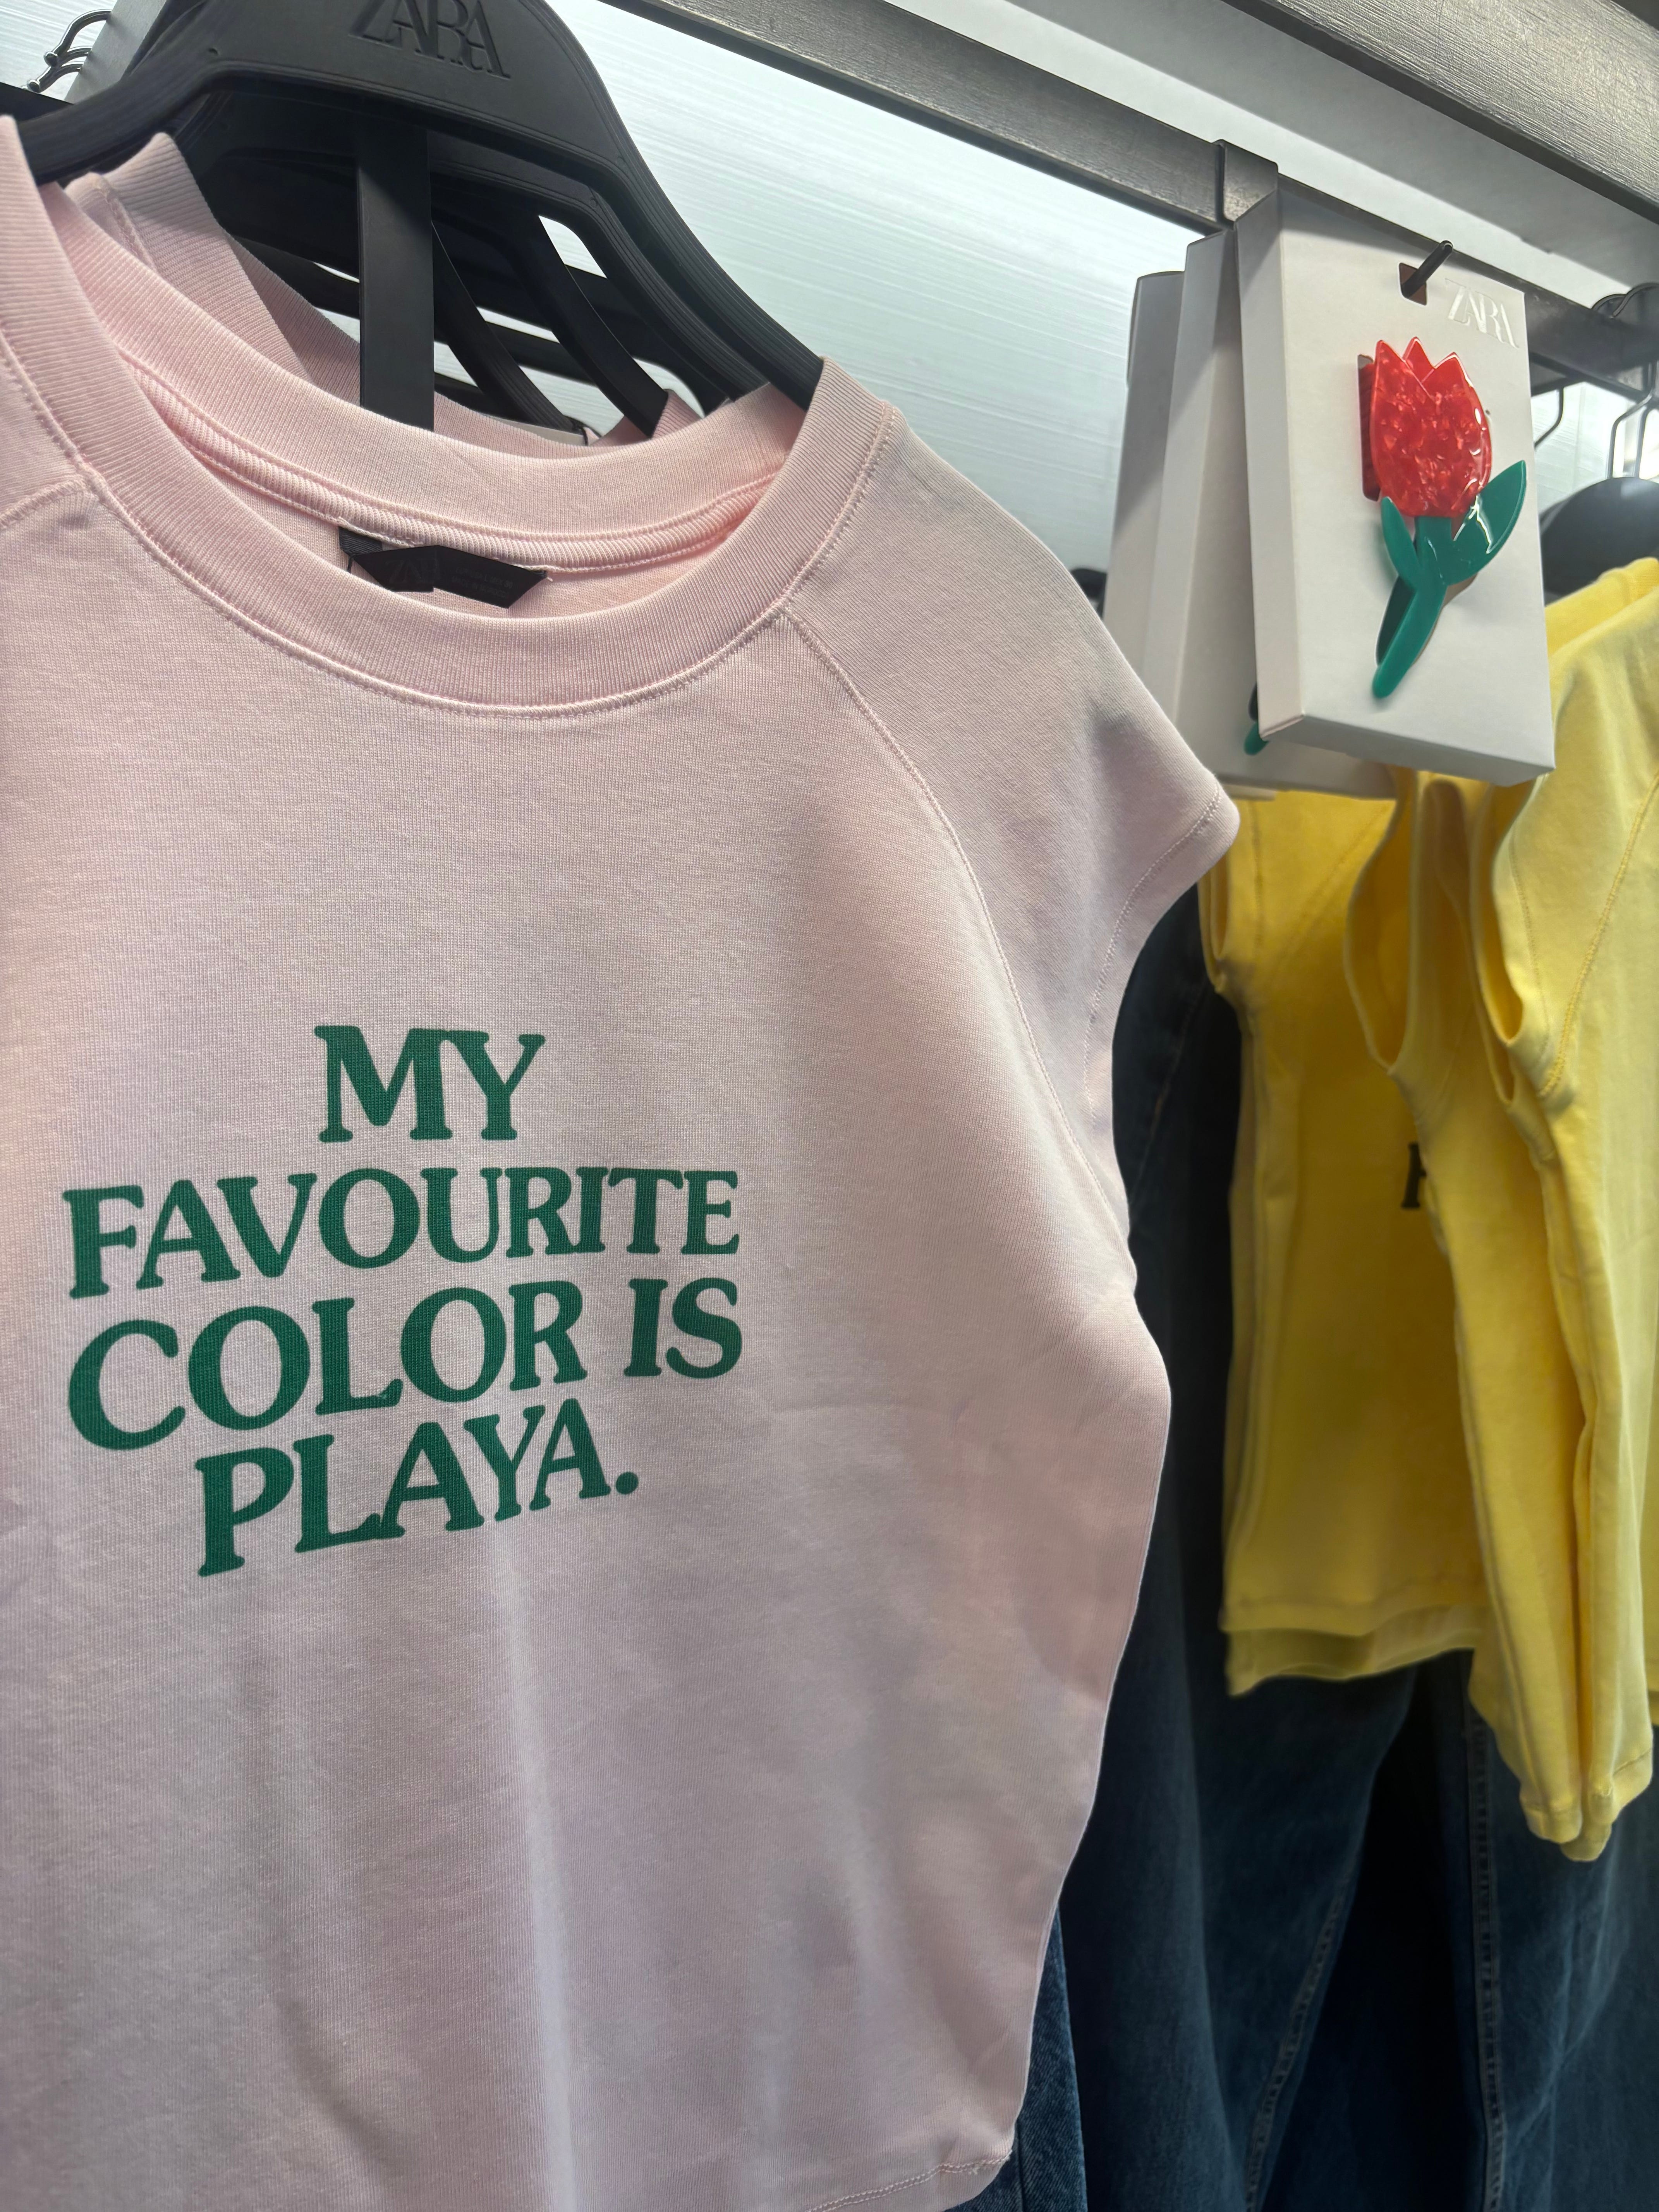 ZARA
ZARA
MY
FAVOURITE
COLOR IS
PLAYA.